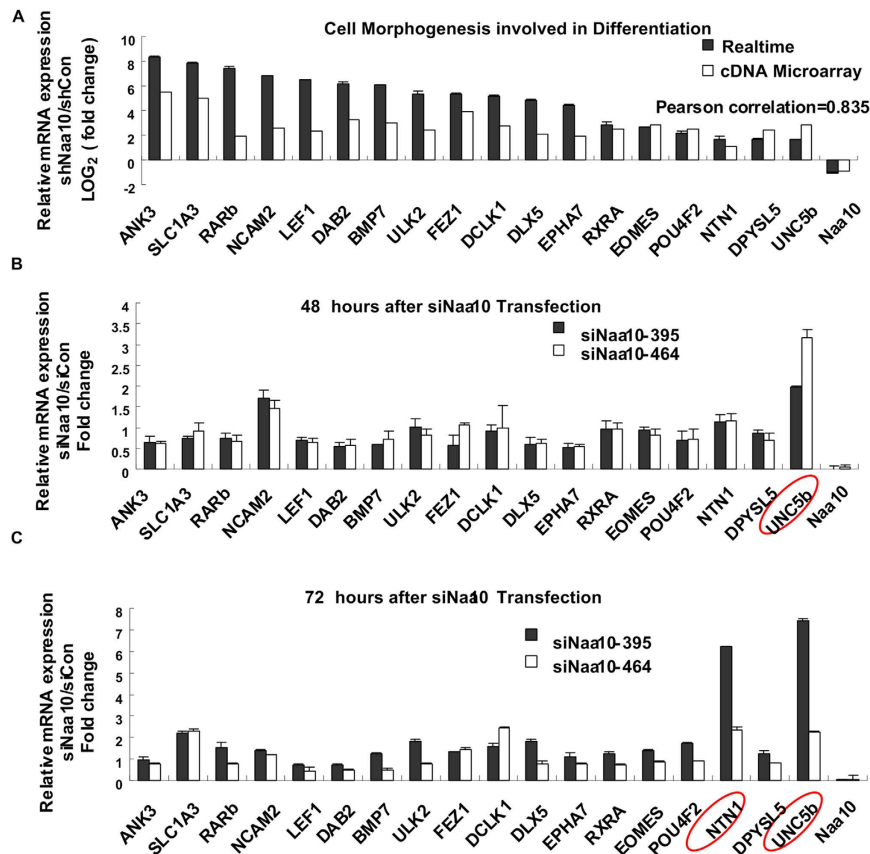 A
Cell Morphogenesis involved in Differentiation
Relative mRNA expression
shNaa10/shCon
LOG2 ( fold change)
10
8
6
4
2
0
-2
Realtime
cDNA Microarray
Pearson correlation=0.835
ANK3
SLC1A3
RARb
NCAM2
LEF1
DAB2
BMP7
ULK2
FEZ1
DCLK1
DLX5
EPHA7
RXRA
EOMES
POU4F2
NTN1
DPYSL5
UNC5b
Naa10
B
48 hours after siNaa10 Transfection
Relative mRNA expression
siNaa10/siCon
Fold change
4
3.5
3
2.5
2
1.5
1
0.5
0
siNaa10-395
siNaa10-464
ANK3
SLC1A3
RARb
NCAM2
LEF1
DAB2
BMP7
ULK2
FEZ1
DCLK1
DLX5
EPHA7
RXRA
EOMES
POU4F2
NTN1
DPYSL5
UNC5b
Naa10
C
72 hours after siNaa10 Transfection
Relative mRNA expression
siNaa10/siCon
Fold change
8
7
6
5
4
3
2
1
0
siNaa10-395
siNaa10-464
ANK3
SLC1A3
RARb
NCAM2
LEF1
DAB2
BMP7
ULK2
FEZ1
DCLK1
DLX5
EPHA7
RXRA
EOMES
POU4F2
NTN1
DPYSL5
UNC5b
Naa10